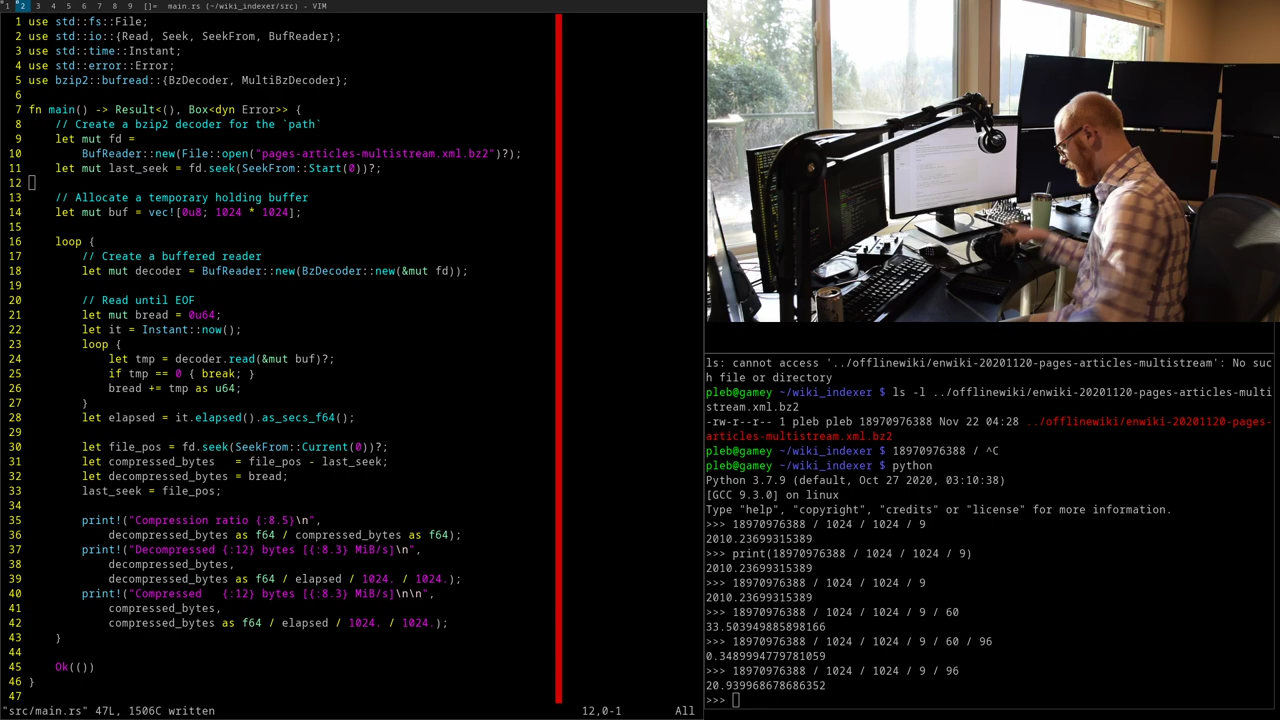 1 2 3 4 5 6 7 8 9 []= main.rs (~/wiki_indexer/src) - VIM
1 use std::fs::File;
2 use std::io::{Read, Seek, SeekFrom, BufReader};
3 use std::time::Instant;
4 use std::error::Error;
5 use bzip2::bufread::{BzDecoder, MultiBzDecoder};
6
7 fn main() -> Result<(), Box<dyn Error>> {
8     // Create a bzip2 decoder for the `path`
9     let mut fd =
10         BufReader::new(File::open("pages-articles-multistream.xml.bz2")?);
11     let mut last_seek = fd.seek(SeekFrom::Start(0))?;
12
13     // Allocate a temporary holding buffer
14     let mut buf = vec![0u8; 1024 * 1024];
15
16     loop {
17         // Create a buffered reader
18         let mut decoder = BufReader::new(BzDecoder::new(&mut fd));
19
20         // Read until EOF
21         let mut bread = 0u64;
22         let it = Instant::now();
23         loop {
24             let tmp = decoder.read(&mut buf)?;
25             if tmp == 0 { break; }
26             bread += tmp as u64;
27         }
28         let elapsed = it.elapsed().as_secs_f64();
29
30         let file_pos = fd.seek(SeekFrom::Current(0))?;
31         let compressed_bytes   = file_pos - last_seek;
32         let decompressed_bytes = bread;
33         last_seek = file_pos;
34
35         print!("Compression ratio {:8.5}\n",
36             decompressed_bytes as f64 / compressed_bytes as f64);
37         print!("Decompressed {:12} bytes [{:8.3} MiB/s]\n",
38             decompressed_bytes,
39             decompressed_bytes as f64 / elapsed / 1024. / 1024.);
40         print!("Compressed   {:12} bytes [{:8.3} MiB/s]\n\n",
41             compressed_bytes,
42             compressed_bytes as f64 / elapsed / 1024. / 1024.);
43     }
44
45     Ok(())
46 }
47
"src/main.rs" 47L, 1506C written 12,0-1 All
ls: cannot access '../offlinewiki/enwiki-20201120-pages-articles-multistream': No suc
h file or directory
pleb@gamey ~/wiki_indexer $ ls -l ../offlinewiki/enwiki-20201120-pages-articles-multi
stream.xml.bz2
-rw-r--r-- 1 pleb pleb 18970976388 Nov 22 04:28 ../offlinewiki/enwiki-20201120-pages-
articles-multistream.xml.bz2
pleb@gamey ~/wiki_indexer $ 18970976388 / ^C
pleb@gamey ~/wiki_indexer $ python
Python 3.7.9 (default, Oct 27 2020, 03:10:38)
[GCC 9.3.0] on linux
Type "help", "copyright", "credits" or "license" for more information.
>>> 18970976388 / 1024 / 1024 / 9
2010.23699315389
>>> print(18970976388 / 1024 / 1024 / 9)
2010.23699315389
>>> 18970976388 / 1024 / 1024 / 9
2010.23699315389
>>> 18970976388 / 1024 / 1024 / 9 / 60
33.503949885898166
>>> 18970976388 / 1024 / 1024 / 9 / 60 / 96
0.3489994779781059
>>> 18970976388 / 1024 / 1024 / 9 / 96
20.939968678686352
>>>